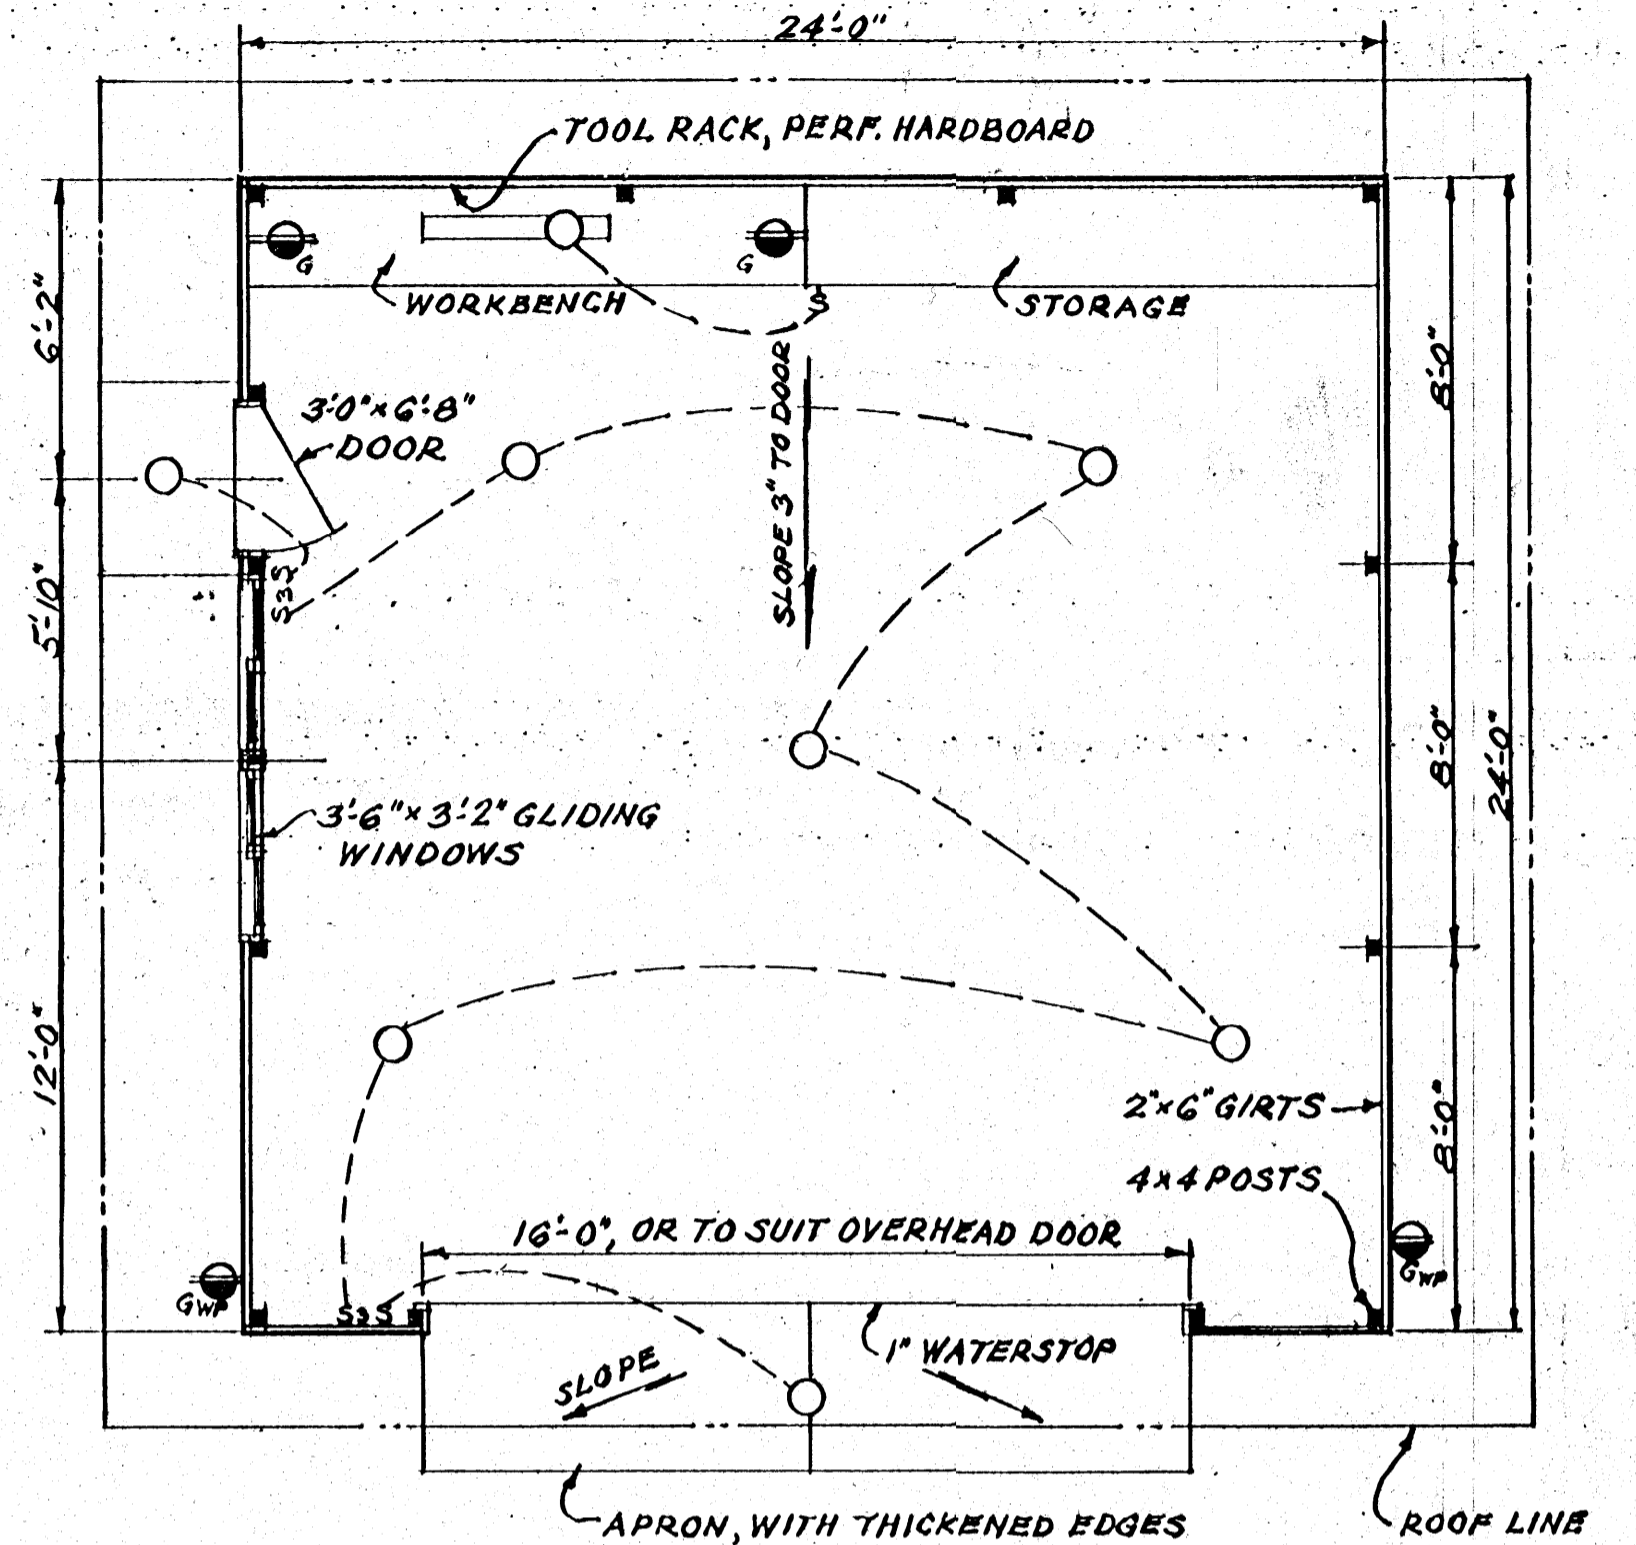 24'-0"
TOOL RACK, PERF. HARDBOARD
G
G
WORKBENCH
S
STORAGE
6'-2"
8'-0"
3'-0" x 6'-8"
DOOR
SLOPE 3" TO DOOR
S3S
5'-10"
8'-0"
24'-0"
3'-6" x 3'-2" GLIDING
WINDOWS
12'-0"
2"x6" GIRTS
8'-0"
4x4 POSTS
16'-0", OR TO SUIT OVERHEAD DOOR
GWP
GWP
S3S
1" WATERSTOP
SLOPE
APRON, WITH THICKENED EDGES
ROOF LINE